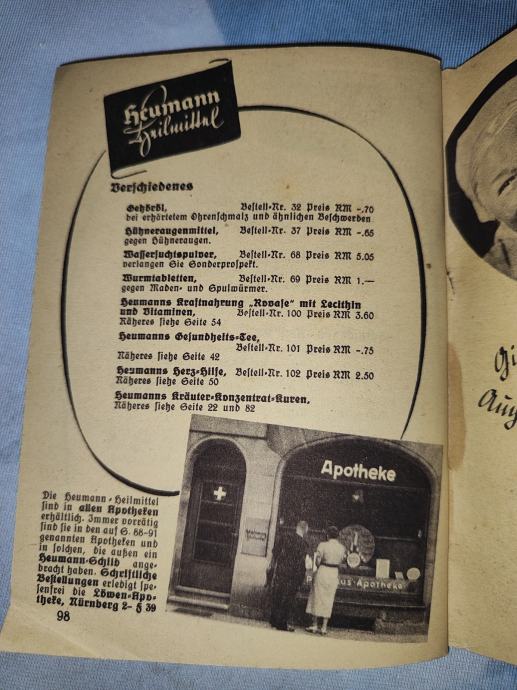 Heumann
Heilmittel
Verschiedenes
Gehöröl, Bestell-Nr. 32 Preis RM -.70
bei erhörtetem Ohrenschmalz und ähnlichen Beschwerden
Hühneraugenmittel, Bestell-Nr. 37 Preis RM -.65
gegen Hühneraugen.
Wassersuchtspulver, Bestell-Nr. 68 Preis RM 5.05
verlangen Sie Sonderprospekt.
Wurmtabletten, Bestell-Nr. 69 Preis RM 1.—
gegen Maden- und Spulwürmer.
Heumanns Kraftnahrung „Rovase" mit Lecithin
und Vitaminen, Bestell-Nr. 100 Preis RM 3.60
Näheres siehe Seite 54
Heumanns Gesundheits-Tee,
Bestell-Nr. 101 Preis RM -.75
Näheres siehe Seite 42
Heumanns Herz-Hilfe, Bestell-Nr. 102 Preis RM 2.50
Näheres siehe Seite 50
Heumanns Kräuter-Konzentrat-Kuren,
Näheres siehe Seite 22 und 82
Apotheke
us-Apotheke
Die Heumann-Heilmittel
sind in allen Apotheken
erhältlich. Immer vorrätig
sind sie in den auf S. 88-91
genannten Apotheken und
in solchen, die außen ein
Heumann-Schild ange-
bracht haben. Schriftliche
Bestellungen erledigt spe-
senfrei die Löwen-Apo-
theke, Nürnberg 2- F 39
98